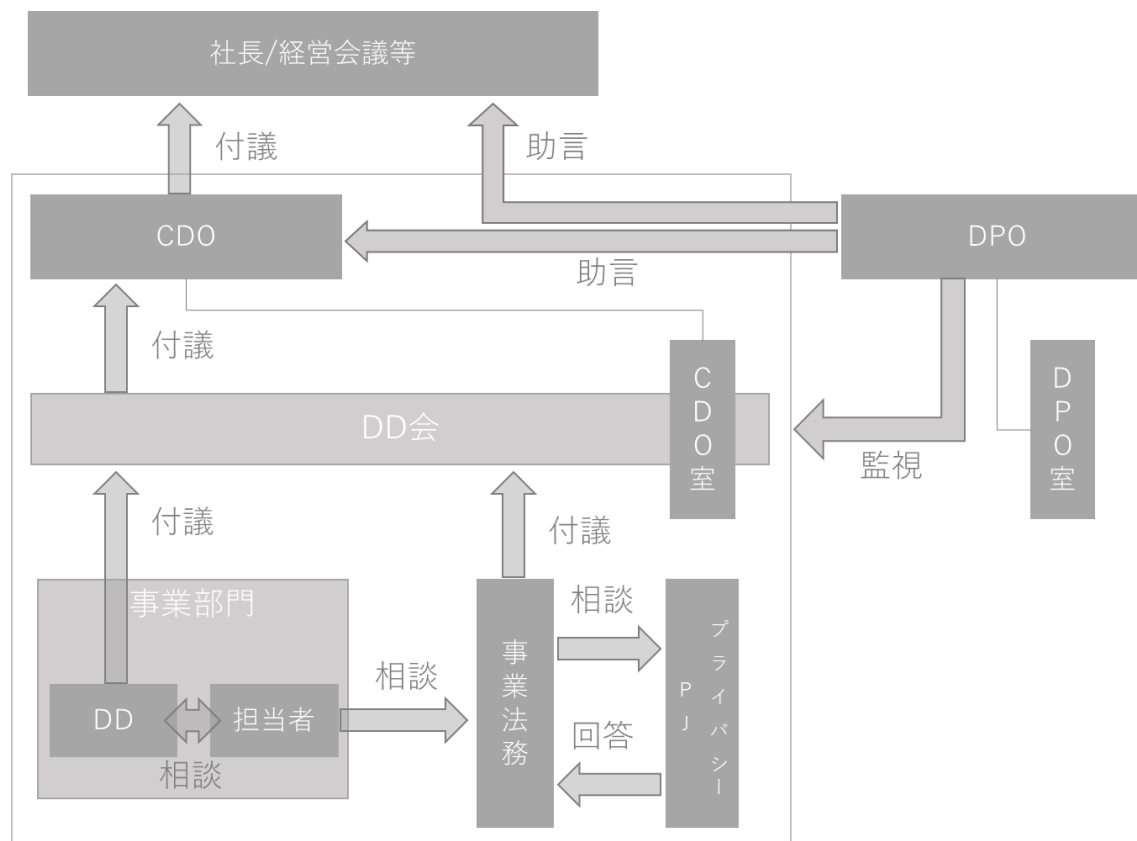 社長/経営会議等
付議
助言
CDO
DPO
助言
付議
CDO室
DPO室
DD会
監視
付議
付議
事業部門
相談
事業法務
プライバシー
PJ
相談
DD
担当者
回答
相談